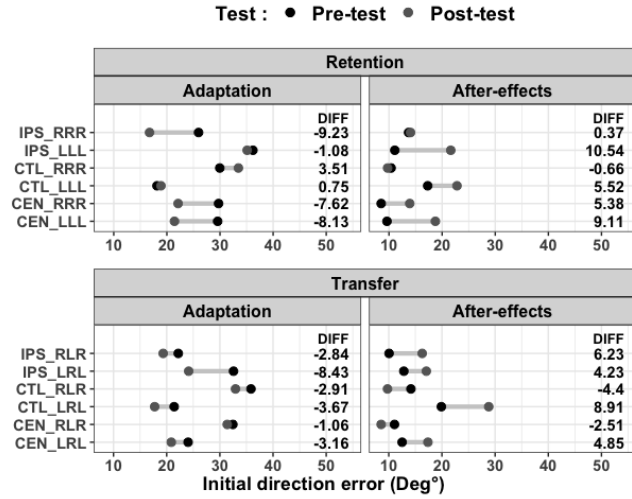 Test : Pre-test Post-test
Retention
Adaptation After-effects
DIFF DIFF
IPS_RRR -9.23 0.37
IPS_LLL -1.08 10.54
CTL_RRR 3.51 -0.66
CTL_LLL 0.75 5.52
CEN_RRR -7.62 5.38
CEN_LLL -8.13 9.11
10 20 30 40 50 10 20 30 40 50
Transfer
Adaptation After-effects
DIFF DIFF
IPS_RLR -2.84 6.23
IPS_LRL -8.43 4.23
CTL_RLR -2.91 -4.4
CTL_LRL -3.67 8.91
CEN_RLR -1.06 -2.51
CEN_LRL -3.16 4.85
10 20 30 40 50 10 20 30 40 50
Initial direction error (Deg°)